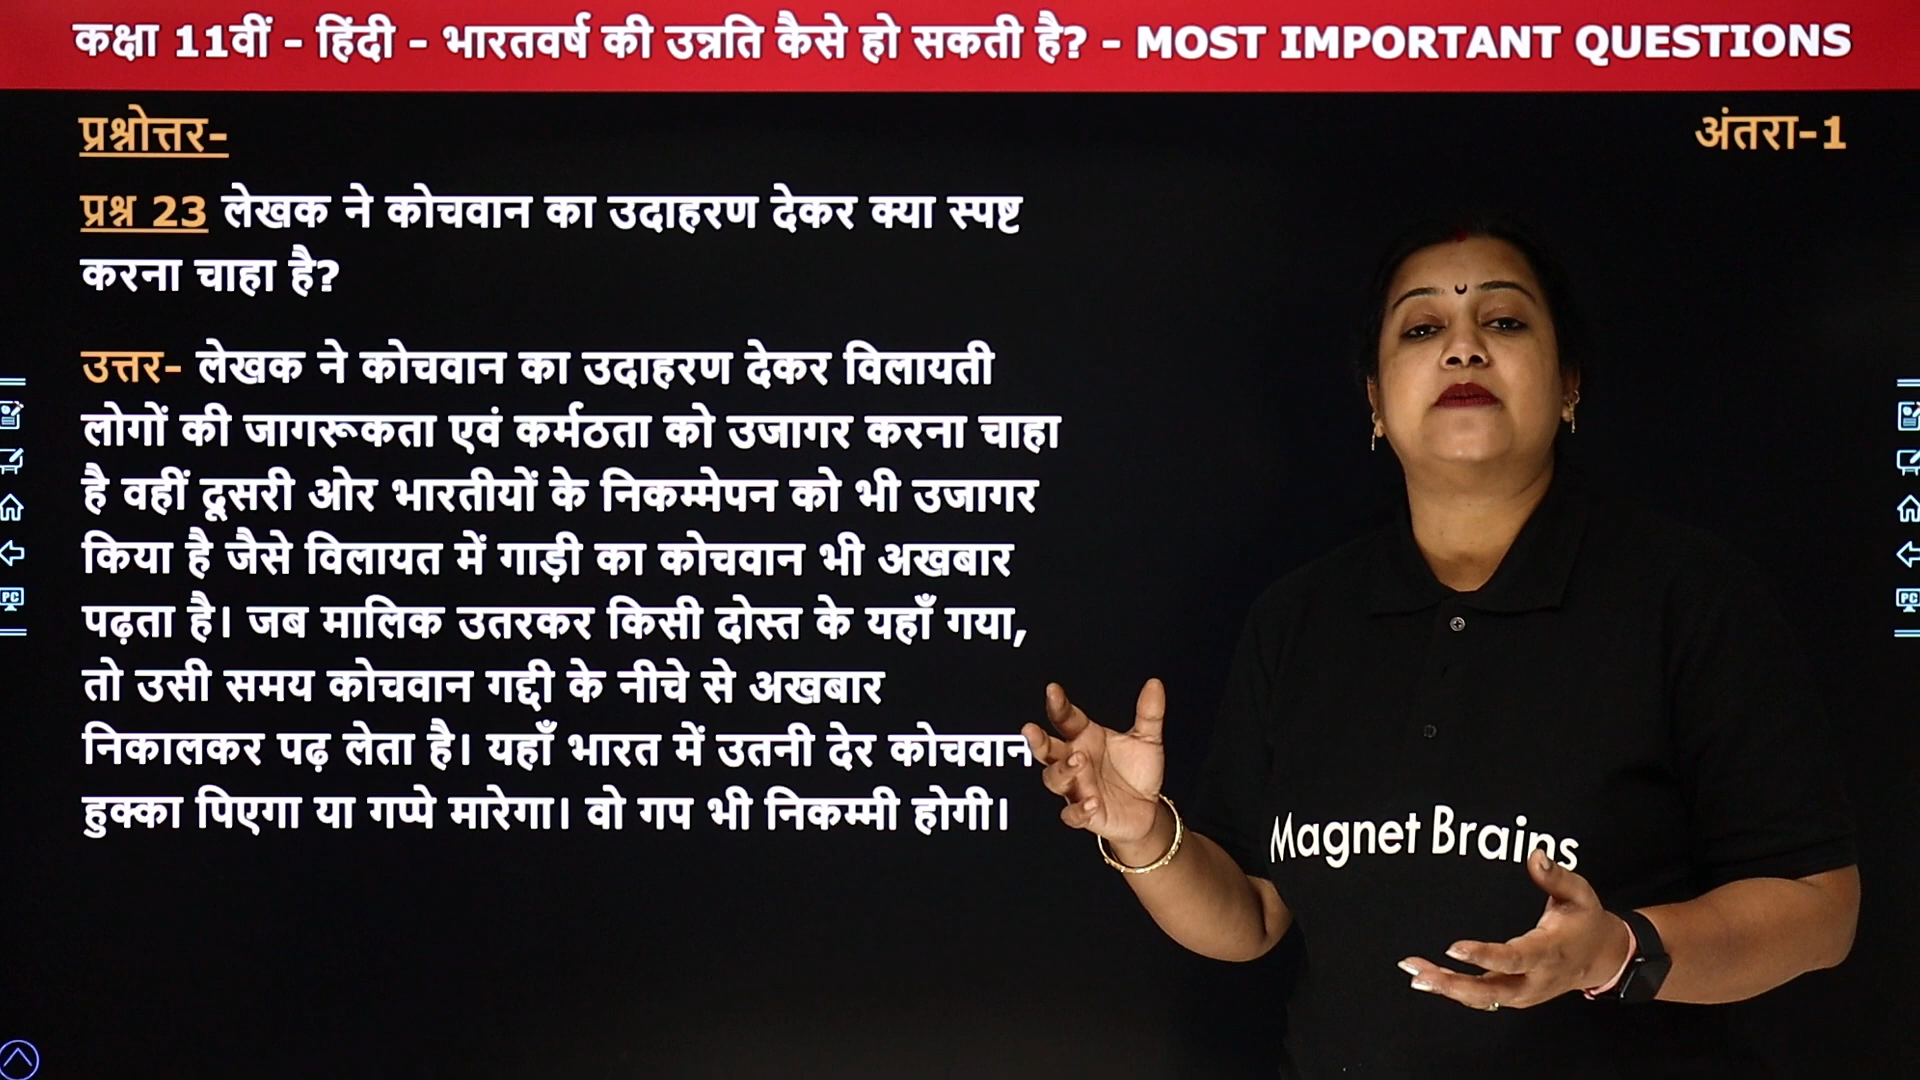 कक्षा 11वीं - हिंदी - भारतवर्ष की उन्नति कैसे हो सकती है? - MOST IMPORTANT QUESTIONS
प्रश्नोत्तर-
अंतरा-1
प्रश्न 23 लेखक ने कोचवान का उदाहरण देकर क्या स्पष्ट
करना चाहा है?
उत्तर- लेखक ने कोचवान का उदाहरण देकर विलायती
लोगों की जागरूकता एवं कर्मठता को उजागर करना चाहा
है वहीं दूसरी ओर भारतीयों के निकम्मेपन को भी उजागर
किया है जैसे विलायत में गाड़ी का कोचवान भी अखबार
पढ़ता है। जब मालिक उतरकर किसी दोस्त के यहाँ गया,
तो उसी समय कोचवान गद्दी के नीचे से अखबार
निकालकर पढ़ लेता है। यहाँ भारत में उतनी देर कोचवान
हुक्का पिएगा या गप्पे मारेगा। वो गप भी निकम्मी होगी।
Magnet Brains
PC
PC